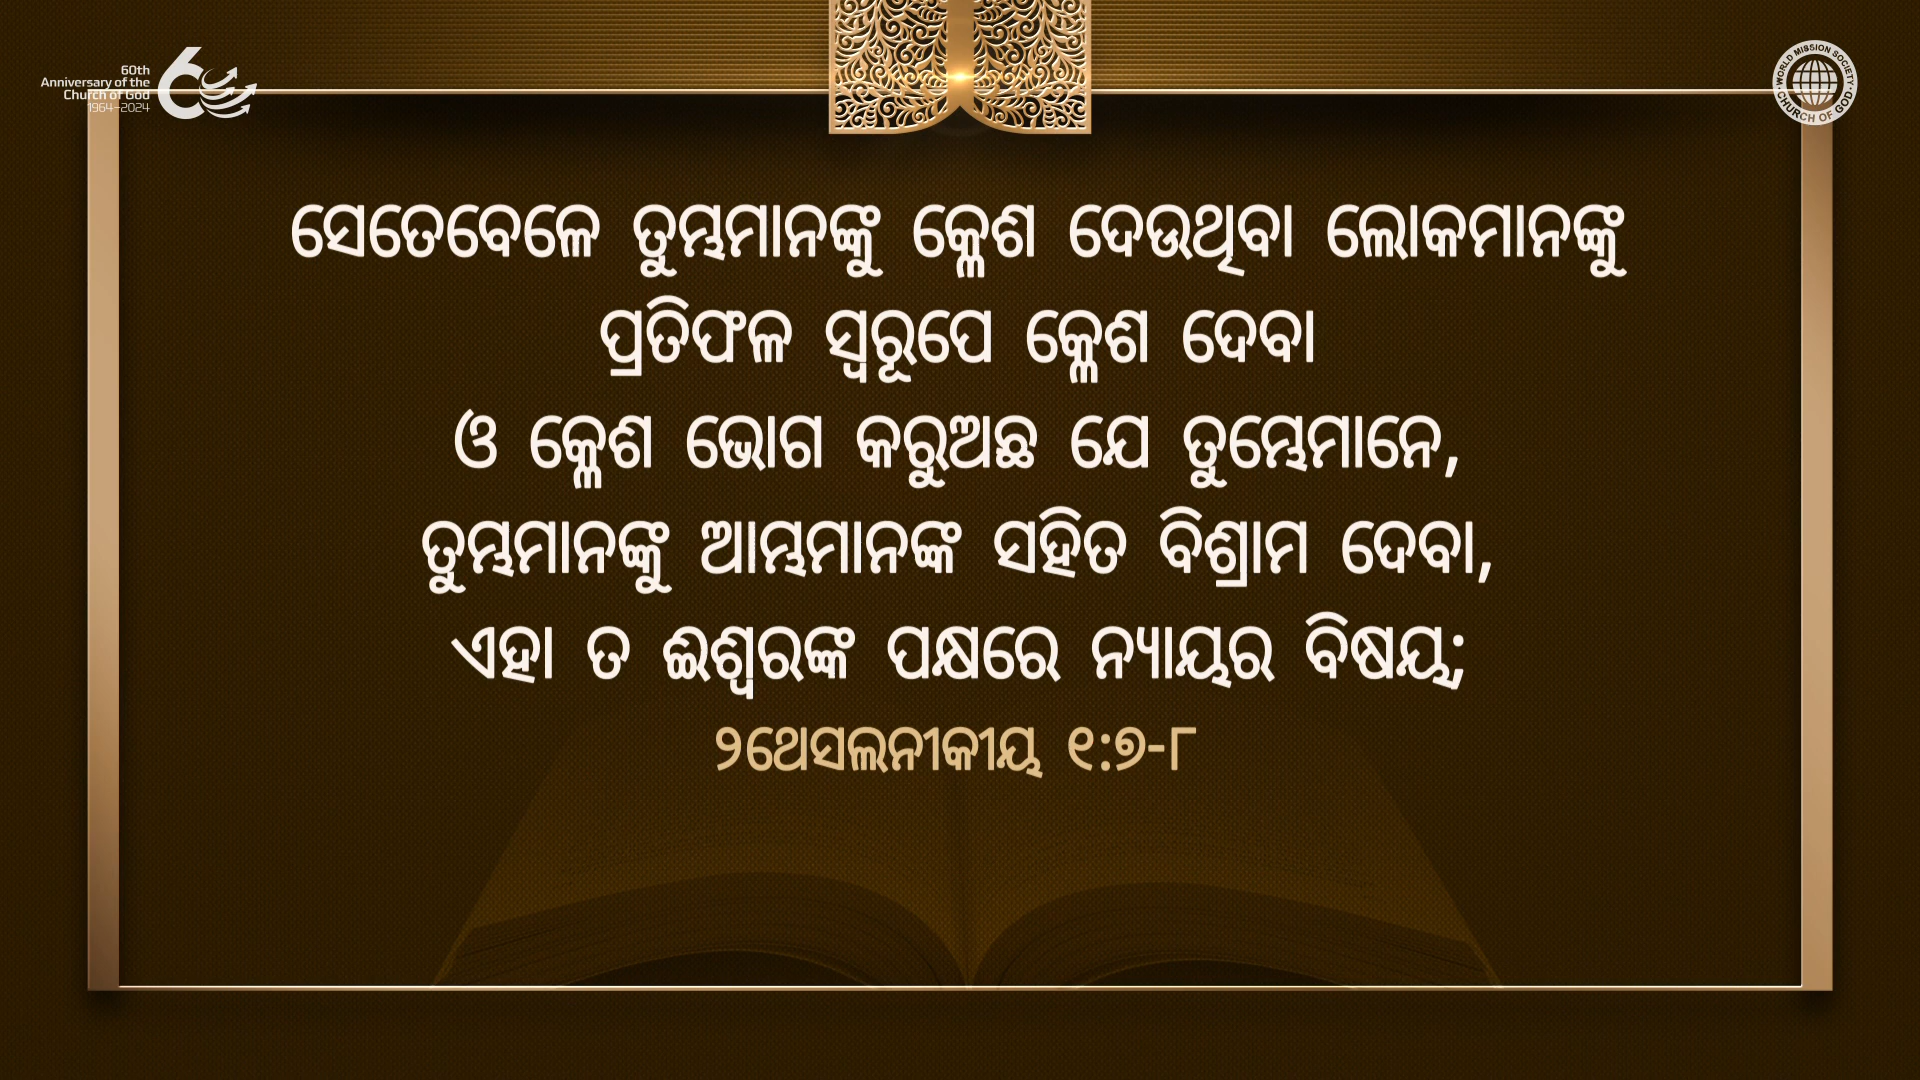 60th
Anniversary of the
Church of God
1964–2024
60
WORLD MISSION SOCIETY
CHURCH OF GOD
ସେତେବେଳେ ତୁମ୍ଭମାନଙ୍କୁ କ୍ଳେଶ ଦେଉଥିବା ଲୋକମାନଙ୍କୁ
ପ୍ରତିଫଳ ସ୍ୱରୂପେ କ୍ଳେଶ ଦେବା
ଓ କ୍ଳେଶ ଭୋଗ କରୁଅଛ ଯେ ତୁମ୍ଭେମାନେ,
ତୁମ୍ଭମାନଙ୍କୁ ଆମ୍ଭମାନଙ୍କ ସହିତ ବିଶ୍ରାମ ଦେବା,
ଏହା ତ ଈଶ୍ୱରଙ୍କ ପକ୍ଷରେ ନ୍ୟାୟର ବିଷୟ;
୨ଥେସଲନୀକୀୟ ୧:୭-୮